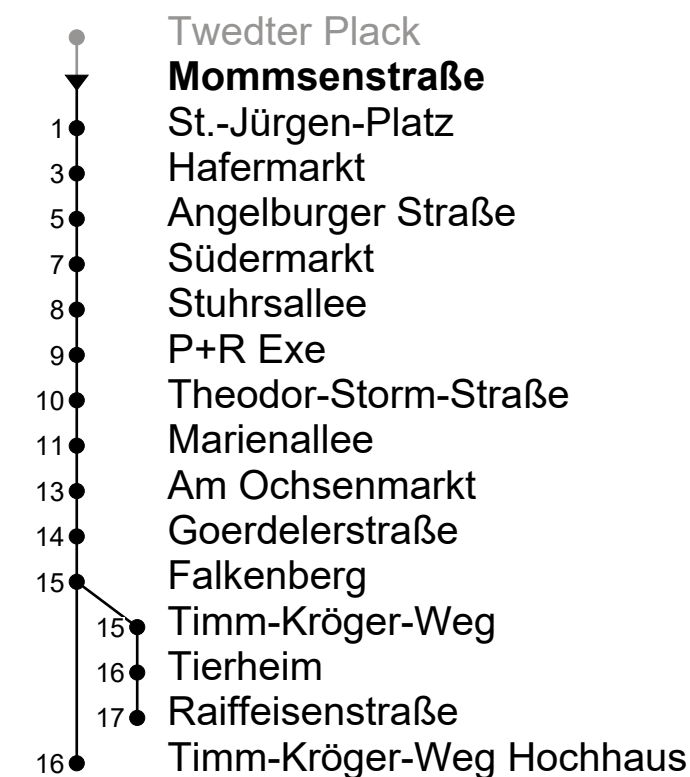 Twedter Plack
Mommsenstraße
1 St.-Jürgen-Platz
3 Hafermarkt
5 Angelburger Straße
7 Südermarkt
8 Stuhrsallee
9 P+R Exe
10 Theodor-Storm-Straße
11 Marienallee
13 Am Ochsenmarkt
14 Goerdelerstraße
15 Falkenberg
15 Timm-Kröger-Weg
16 Tierheim
17 Raiffeisenstraße
16 Timm-Kröger-Weg Hochhaus